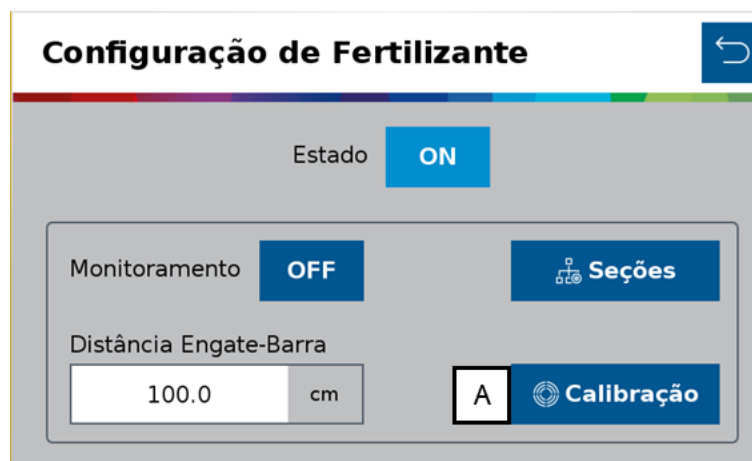 Configuração de Fertilizante
Estado ON
Monitoramento OFF Seções
Distância Engate-Barra
100.0 cm A Calibração